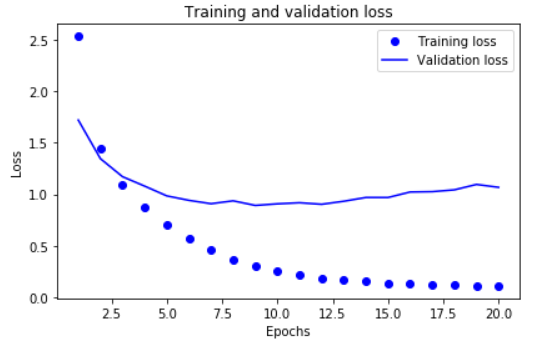 Training and validation loss
Training loss
Validation loss
2.5
2.0
1.5
1.0
0.5
0.0
Loss
2.5
5.0
7.5
10.0
12.5
15.0
17.5
20.0
Epochs